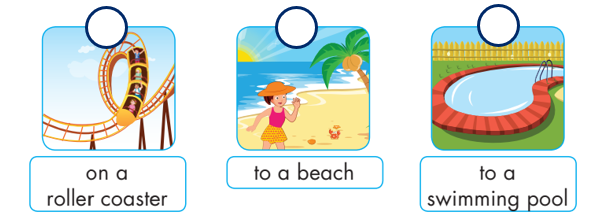 on a
roller coaster
to a beach
to a
swimming pool